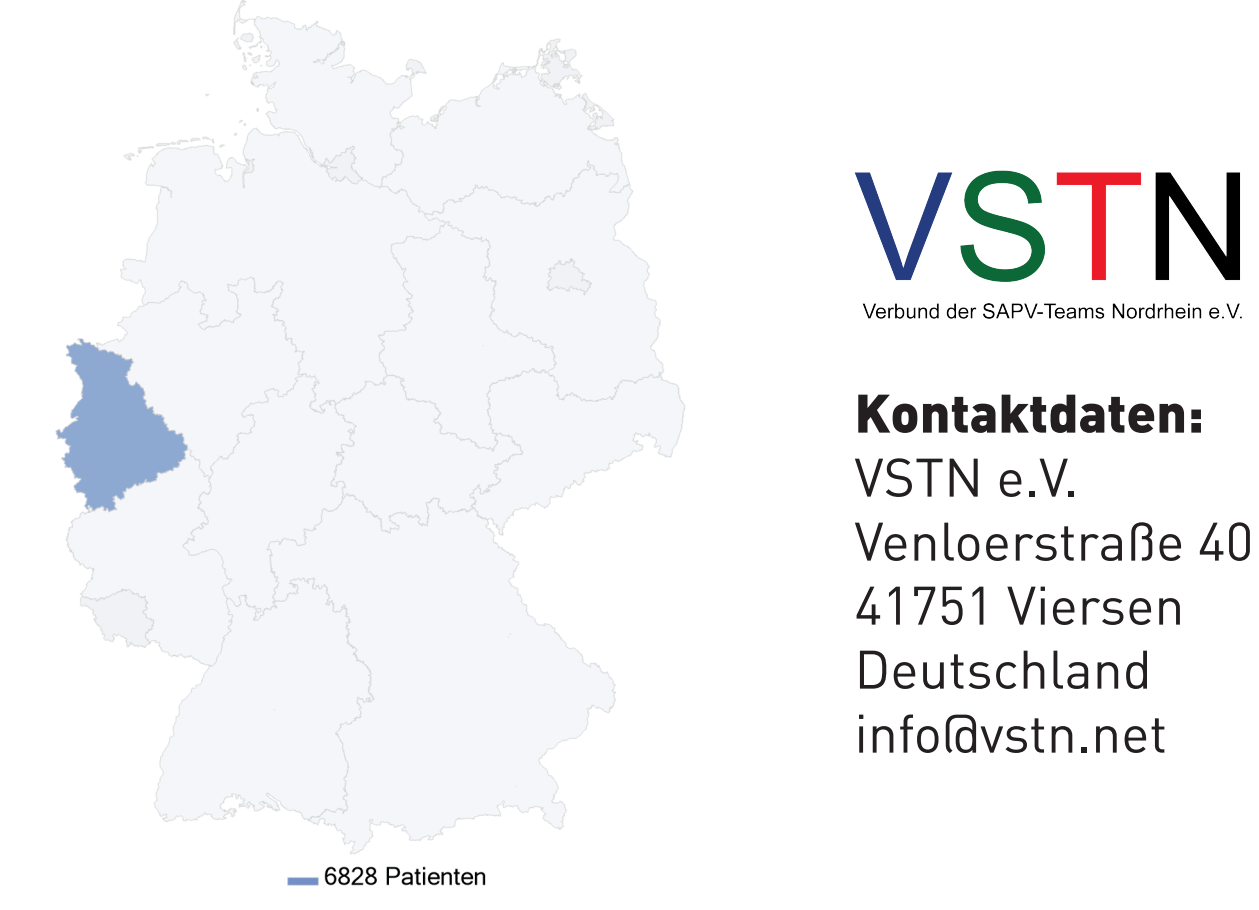 VSTN
Verbund der SAPV-Teams Nordrhein e.V.
Kontaktdaten:
VSTN e.V.
Venloerstraße 40
41751 Viersen
Deutschland
info@vstn.net
6828 Patienten